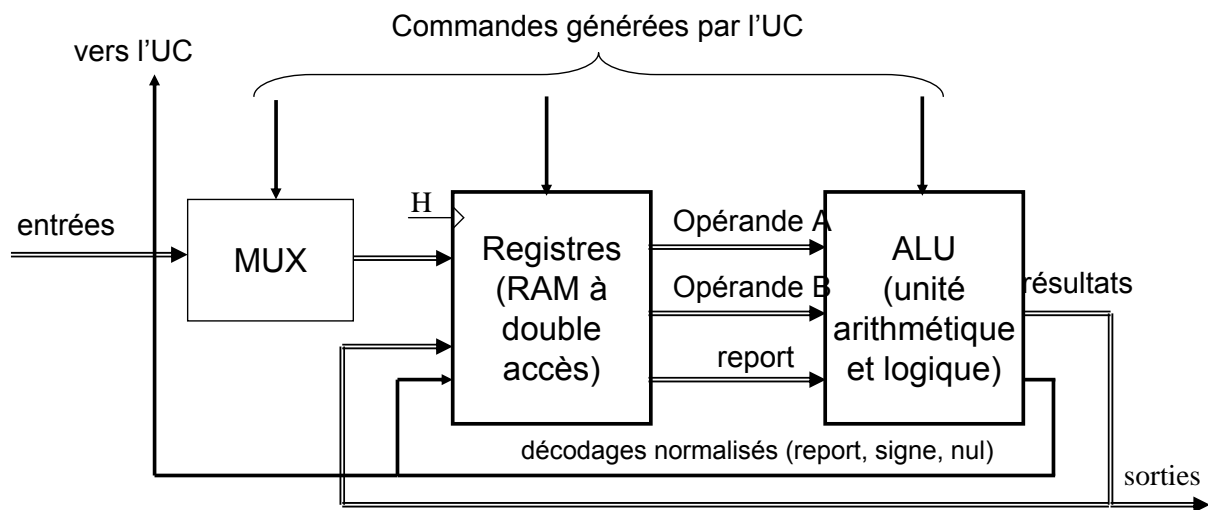 Commandes générées par l'UC
vers l'UC
entrées
MUX
H
Registres
(RAM à
double
accès)
Opérande A
Opérande B
report
ALU
(unité
arithmétique
et logique)
résultats
décodages normalisés (report, signe, nul)
sorties